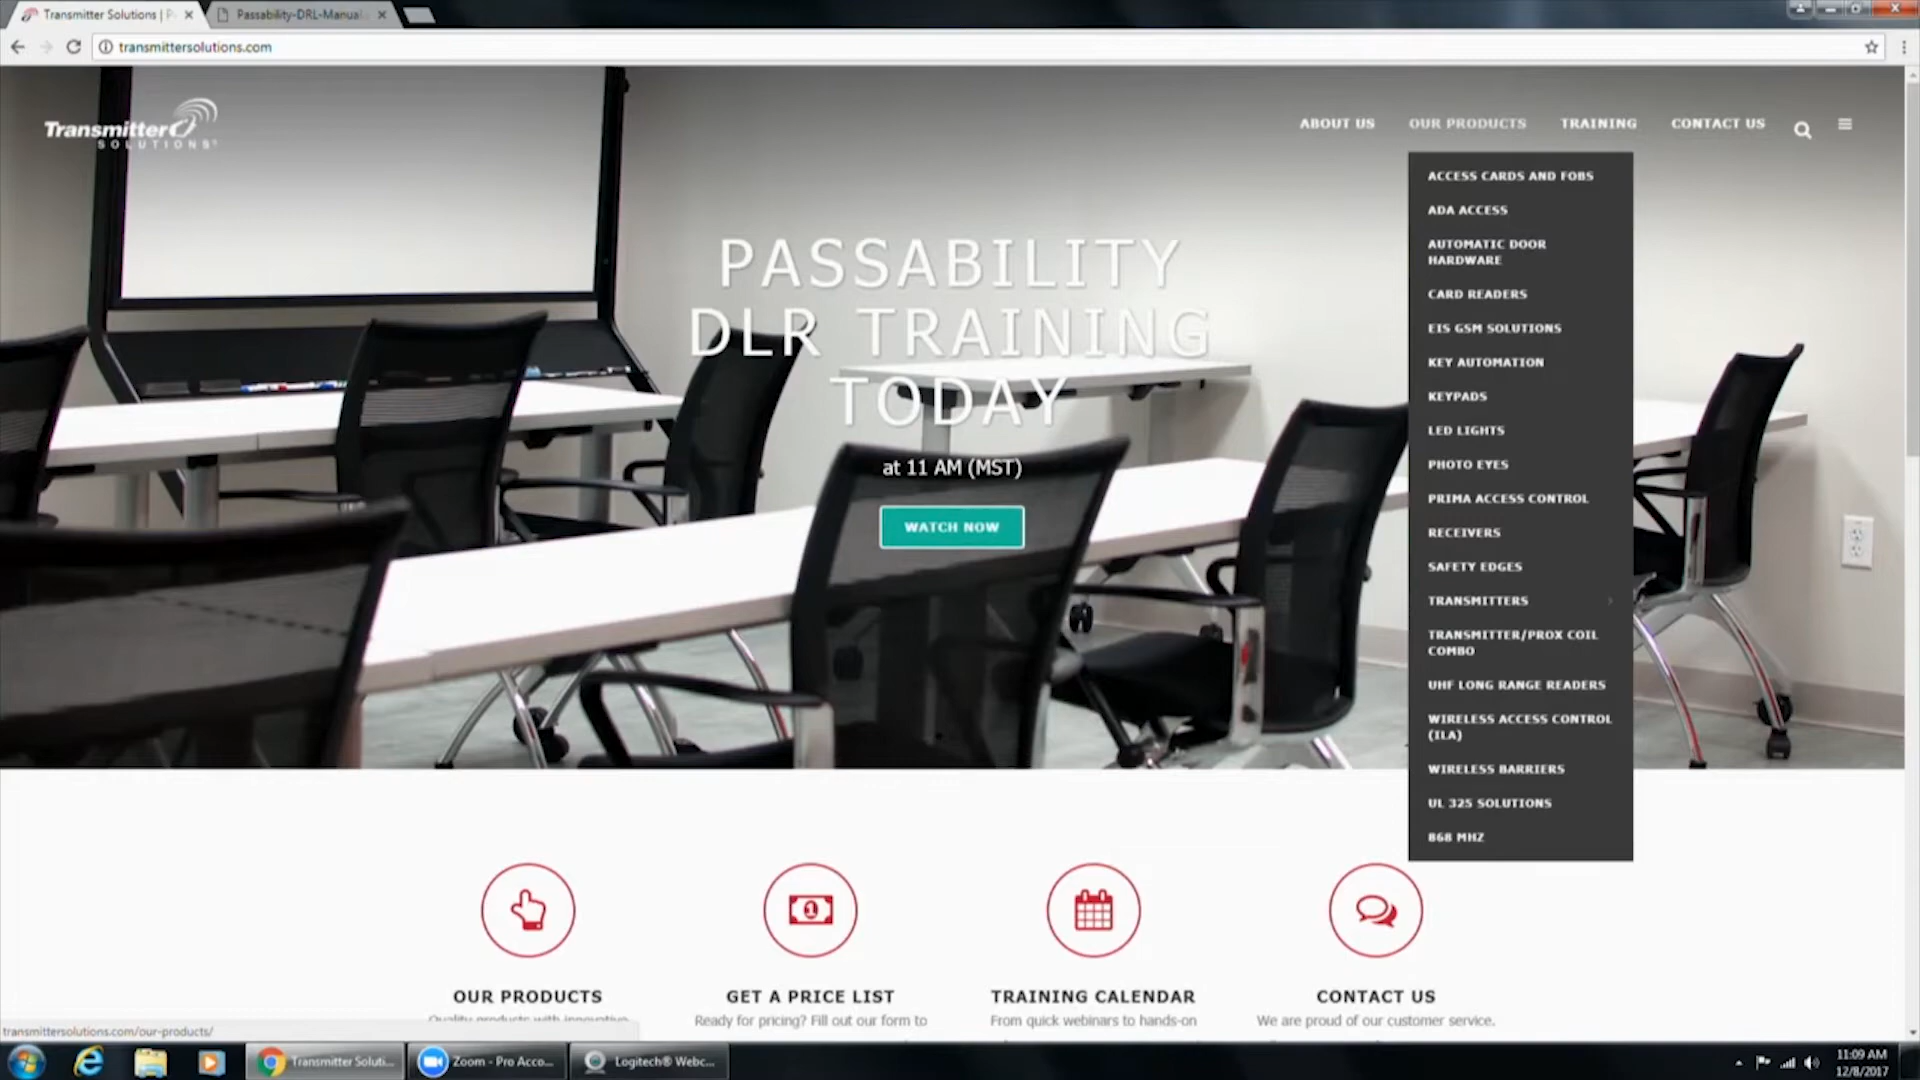 Transmitter Solutions | P
Passability-DRL-Manual
transmittersolutions.com
Transmitter
SOLUTIONS
ABOUT US
OUR PRODUCTS
TRAINING
CONTACT US
ACCESS CARDS AND FOBS
ADA ACCESS
AUTOMATIC DOOR
HARDWARE
CARD READERS
EIS GSM SOLUTIONS
KEY AUTOMATION
KEYPADS
LED LIGHTS
PHOTO EYES
PRIMA ACCESS CONTROL
RECEIVERS
SAFETY EDGES
TRANSMITTERS
TRANSMITTER/PROX COIL
COMBO
UHF LONG RANGE READERS
WIRELESS ACCESS CONTROL
(ILA)
WIRELESS BARRIERS
UL 325 SOLUTIONS
868 MHZ
PASSABILITY
DLR TRAINING
TODAY
at 11 AM (MST)
WATCH NOW
OUR PRODUCTS
Quality products with innovative
GET A PRICE LIST
Ready for pricing? Fill out our form to
TRAINING CALENDAR
From quick webinars to hands-on
CONTACT US
We are proud of our customer service.
transmittersolutions.com/our-products/
Transmitter Soluti...
Zoom - Pro Acco...
Logitech® Webc...
11:09 AM
12/8/2017